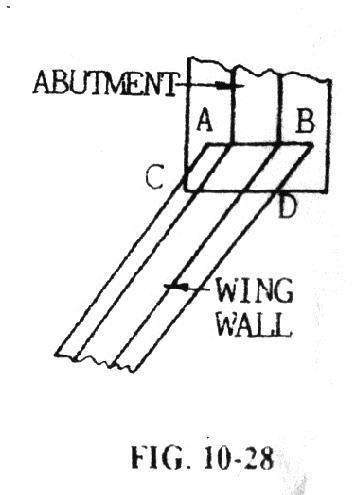 ABUTMENT
A B
C
D
WING
WALL
FIG. 10-28